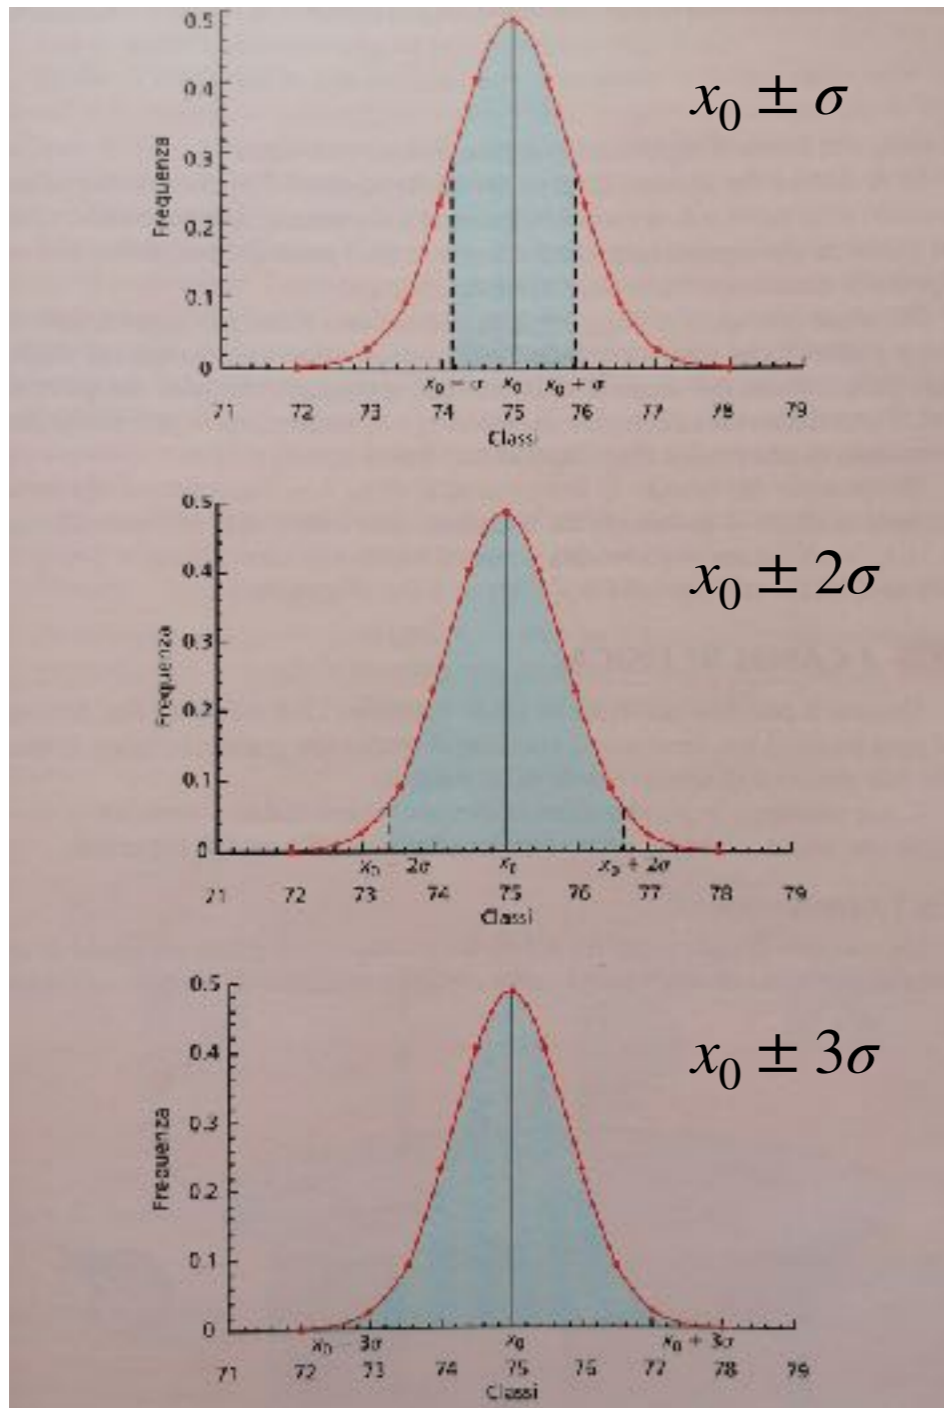 0.5
0.4
0.3
0.2
0.1
0
Frequenza
x₀ ± σ
x₀ − σ x₀ x₀ + σ
71 72 73 74 75 76 77 78 79
Classi
0.5
0.4
0.3
0.2
0.1
0
Frequenza
x₀ ± 2σ
x₀ − 2σ x₀ x₀ + 2σ
71 72 73 74 75 76 77 78 79
Classi
0.5
0.4
0.3
0.2
0.1
0
Frequenza
x₀ ± 3σ
x₀ − 3σ x₀ x₀ + 3σ
71 72 73 74 75 76 77 78 79
Classi